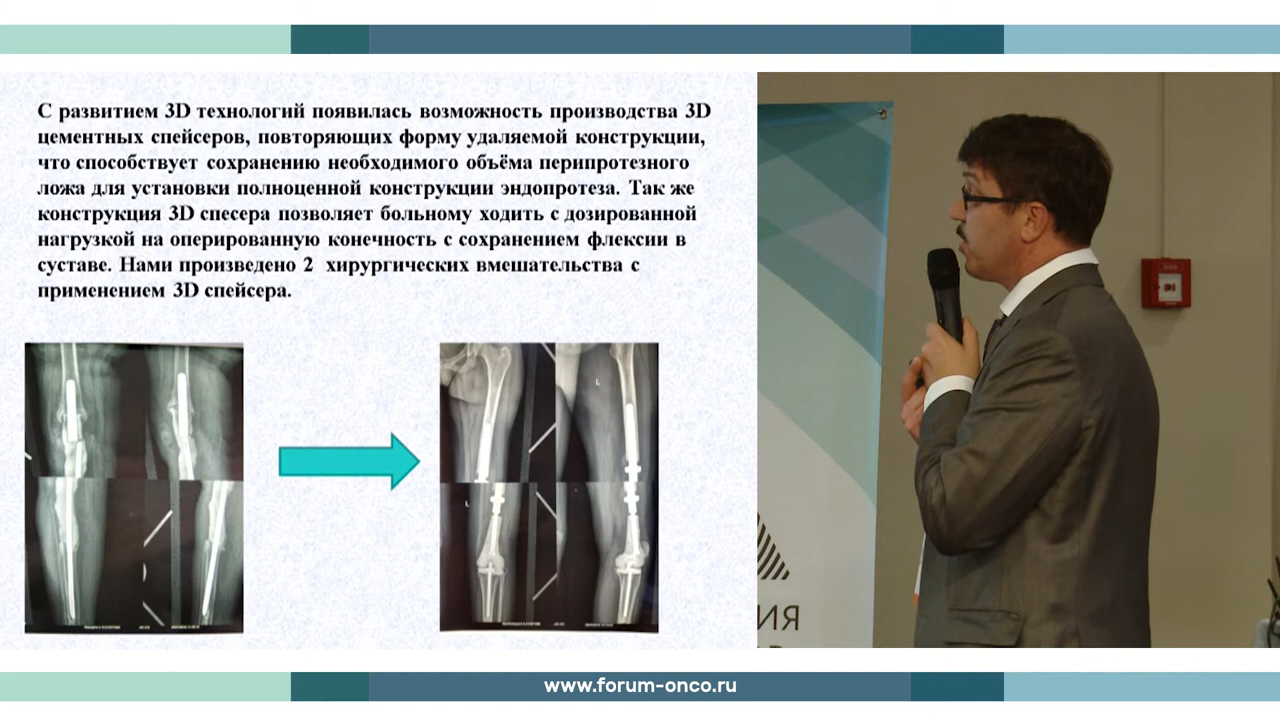 С развитием 3D технологий появилась возможность производства 3D
цементных спейсеров, повторяющих форму удаляемой конструкции,
что способствует сохранению необходимого объёма перипротезного
ложа для установки полноценной конструкции эндопротеза. Так же
конструкция 3D спесера позволяет больному ходить с дозированной
нагрузкой на оперированную конечность с сохранением флексии в
суставе. Нами произведено 2 хирургических вмешательства с
применением 3D спейсера.
L
L
ИЯ
www.forum-onco.ru